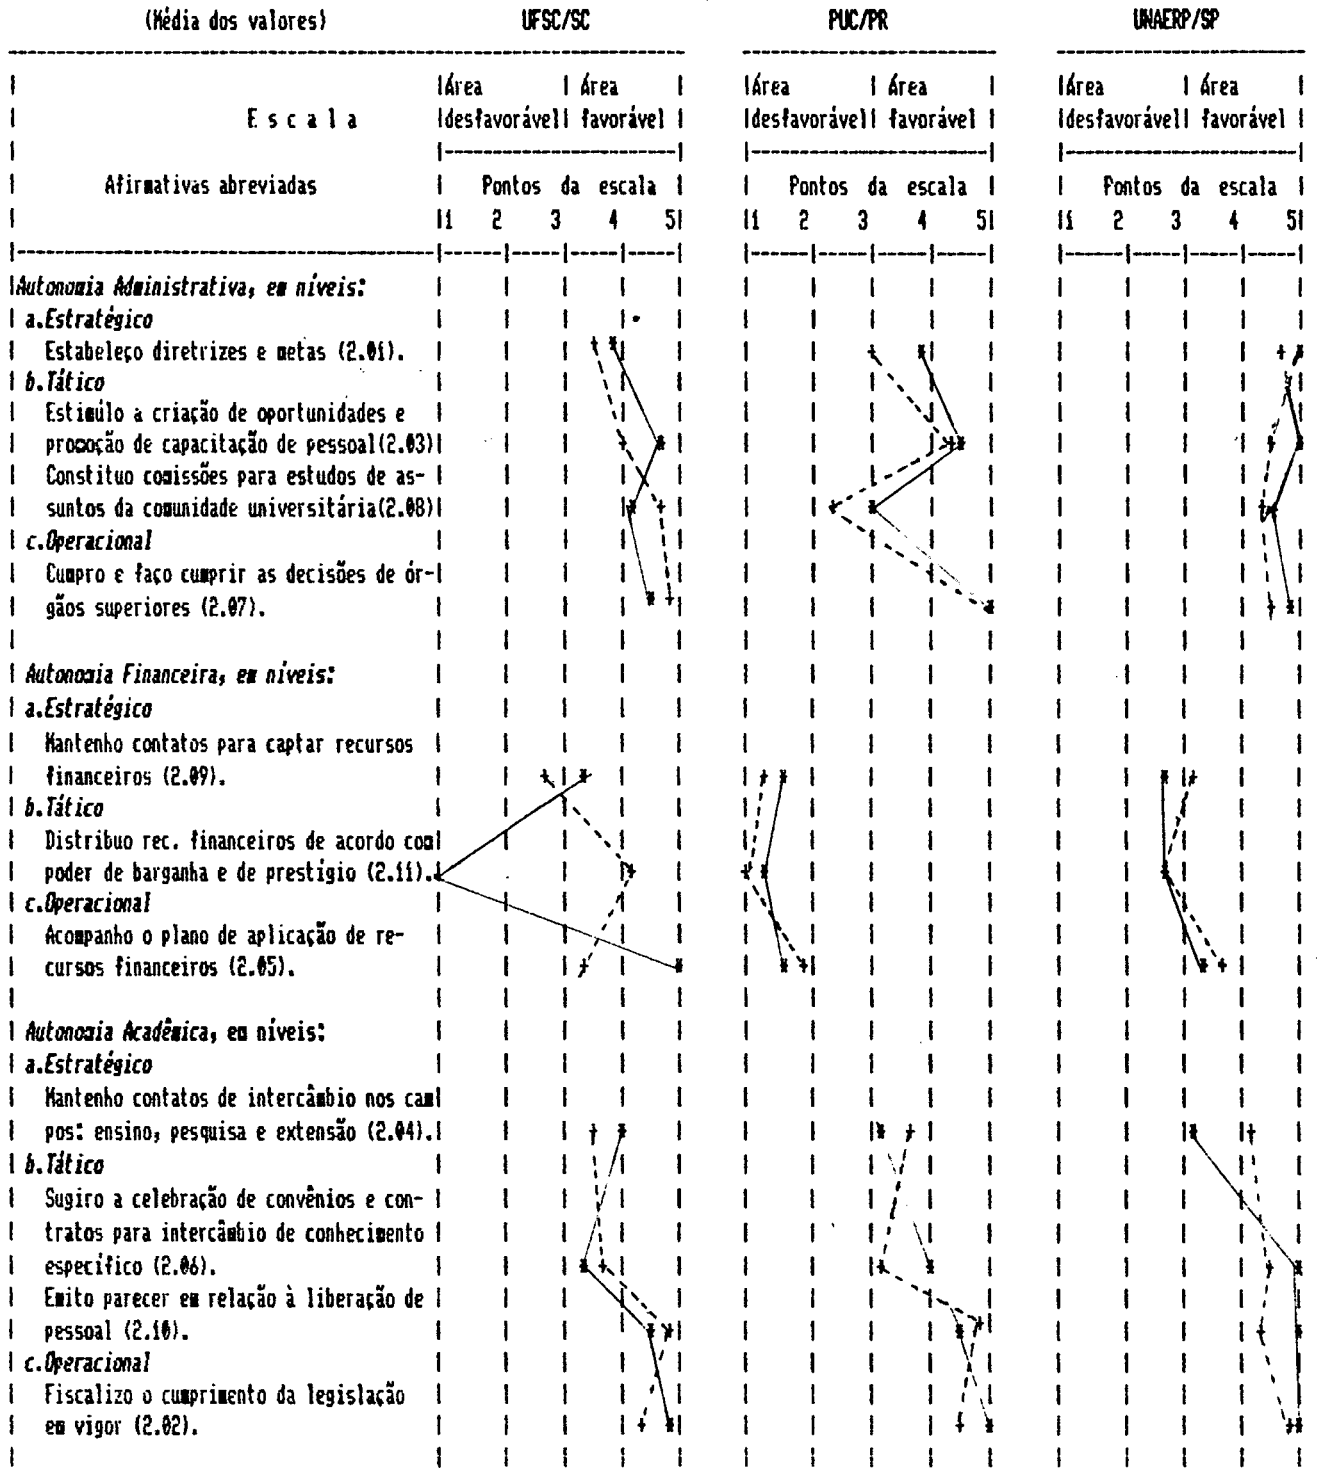 (Média dos valores) UFSC/SC PUC/PR UNAERP/SP
Área Área Área Área Área Área
E s c a l a desfavorável favorável desfavorável favorável desfavorável favorável
Afirmativas abreviadas Pontos da escala Pontos da escala Pontos da escala
1 2 3 4 5 1 2 3 4 5 1 2 3 4 5
Autonomia Administrativa, em níveis:
a.Estratégico
Estabeleço diretrizes e metas (2.01).
b.Tático
Estimúlo a criação de oportunidades e
promoção de capacitação de pessoal(2.03)
Constituo comissões para estudos de as-
suntos da comunidade universitária(2.08)
c.Operacional
Cumpro e faço cumprir as decisões de ór-
gãos superiores (2.07).
Autonomia Financeira, em níveis:
a.Estratégico
Mantenho contatos para captar recursos
financeiros (2.09).
b.Tático
Distribuo rec. financeiros de acordo com
poder de barganha e de prestígio (2.11).
c.Operacional
Acompanho o plano de aplicação de re-
cursos financeiros (2.05).
Autonomia Acadêmica, em níveis:
a.Estratégico
Mantenho contatos de intercâmbio nos cam
pos: ensino, pesquisa e extensão (2.04).
b.Tático
Sugiro a celebração de convênios e con-
tratos para intercâmbio de conhecimento
específico (2.06).
Emito parecer em relação à liberação de
pessoal (2.10).
c.Operacional
Fiscalizo o cumprimento da legislação
em vigor (2.02).